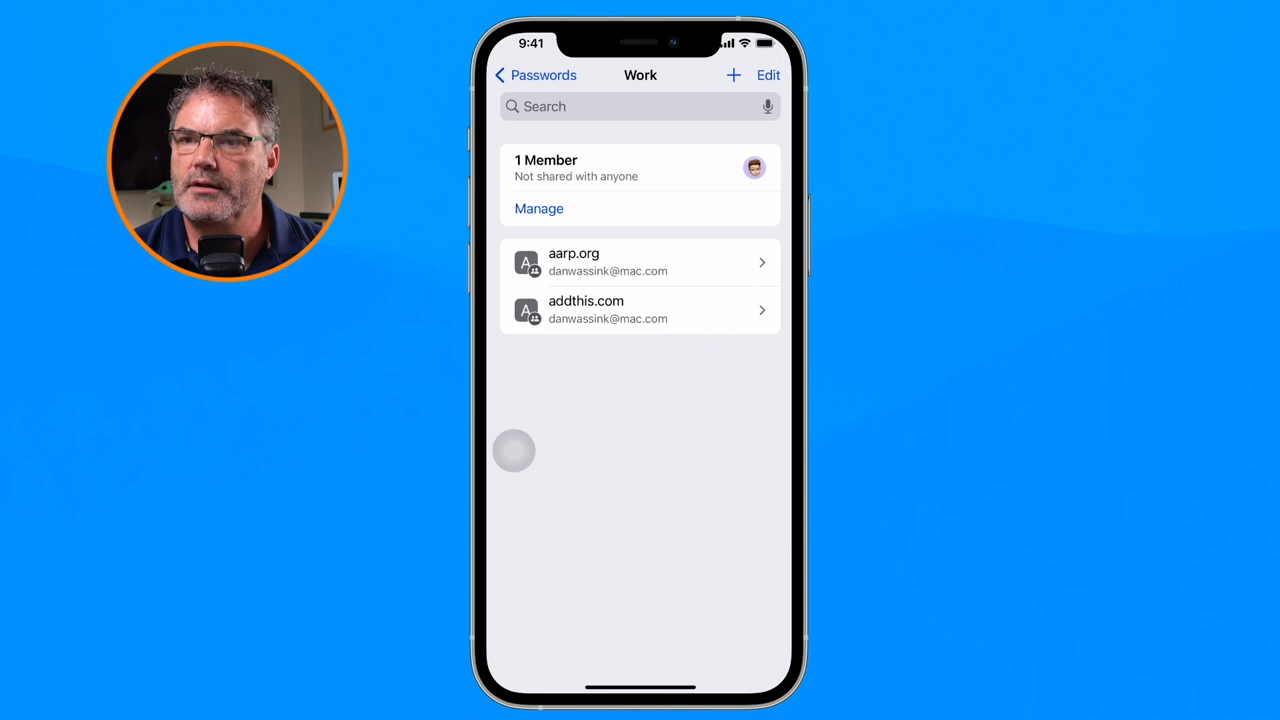 9:41
Passwords
Work
Edit
Search
1 Member
Not shared with anyone
Manage
A
aarp.org
danwassink@mac.com
A
addthis.com
danwassink@mac.com